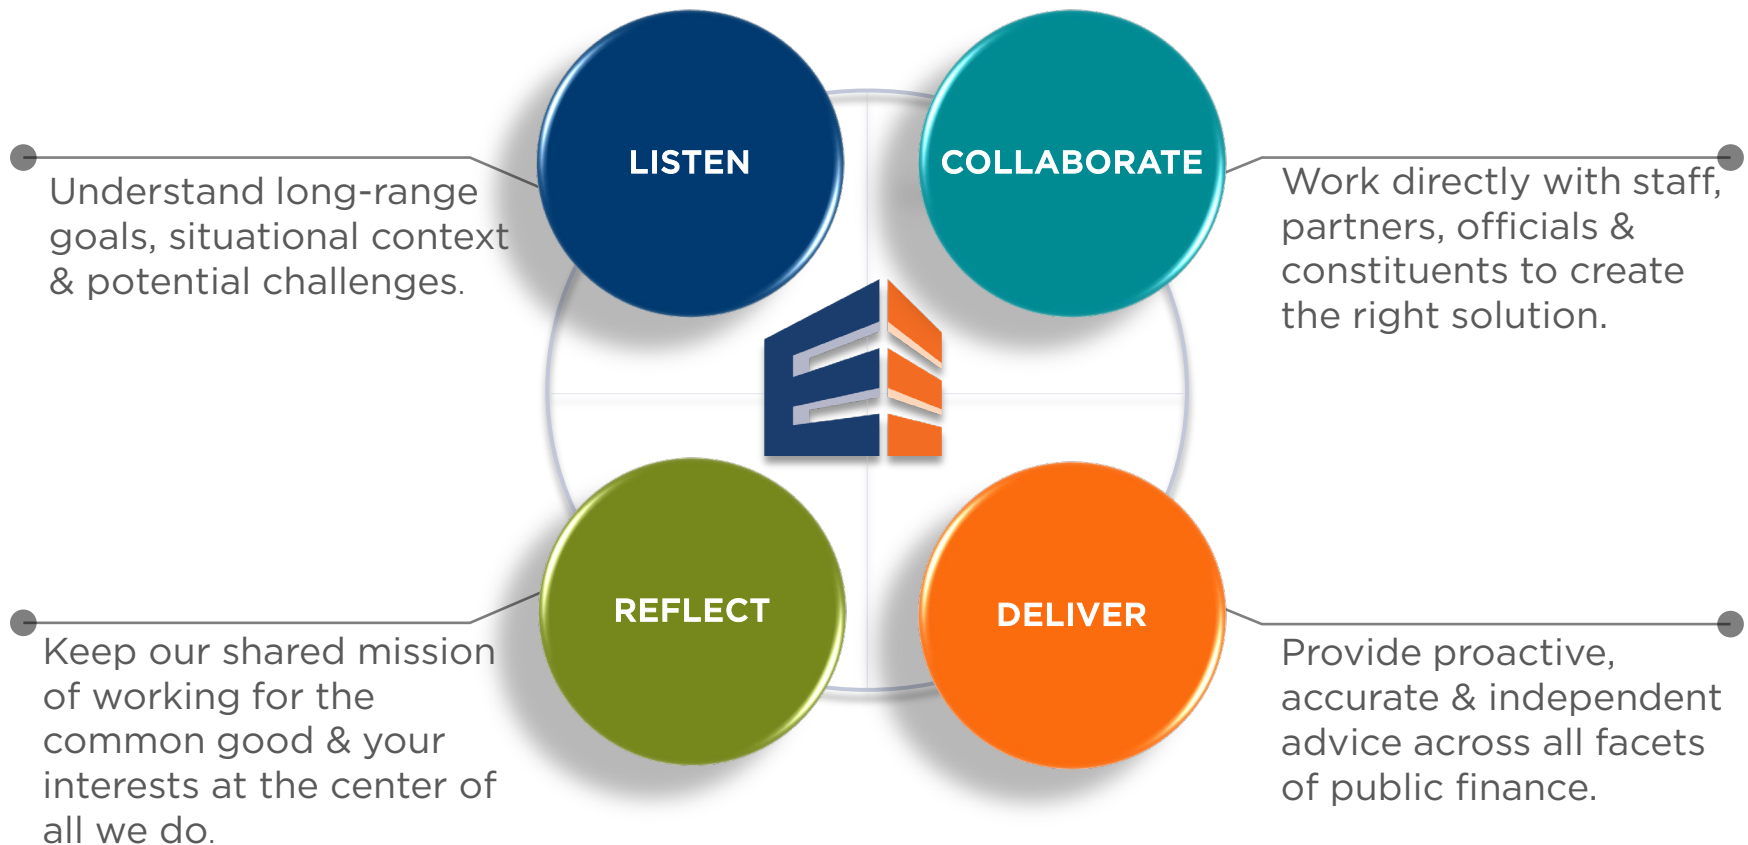 LISTEN
Understand long-range
goals, situational context
& potential challenges.
COLLABORATE
Work directly with staff,
partners, officials &
constituents to create
the right solution.
REFLECT
Keep our shared mission
of working for the
common good & your
interests at the center of
all we do.
DELIVER
Provide proactive,
accurate & independent
advice across all facets
of public finance.